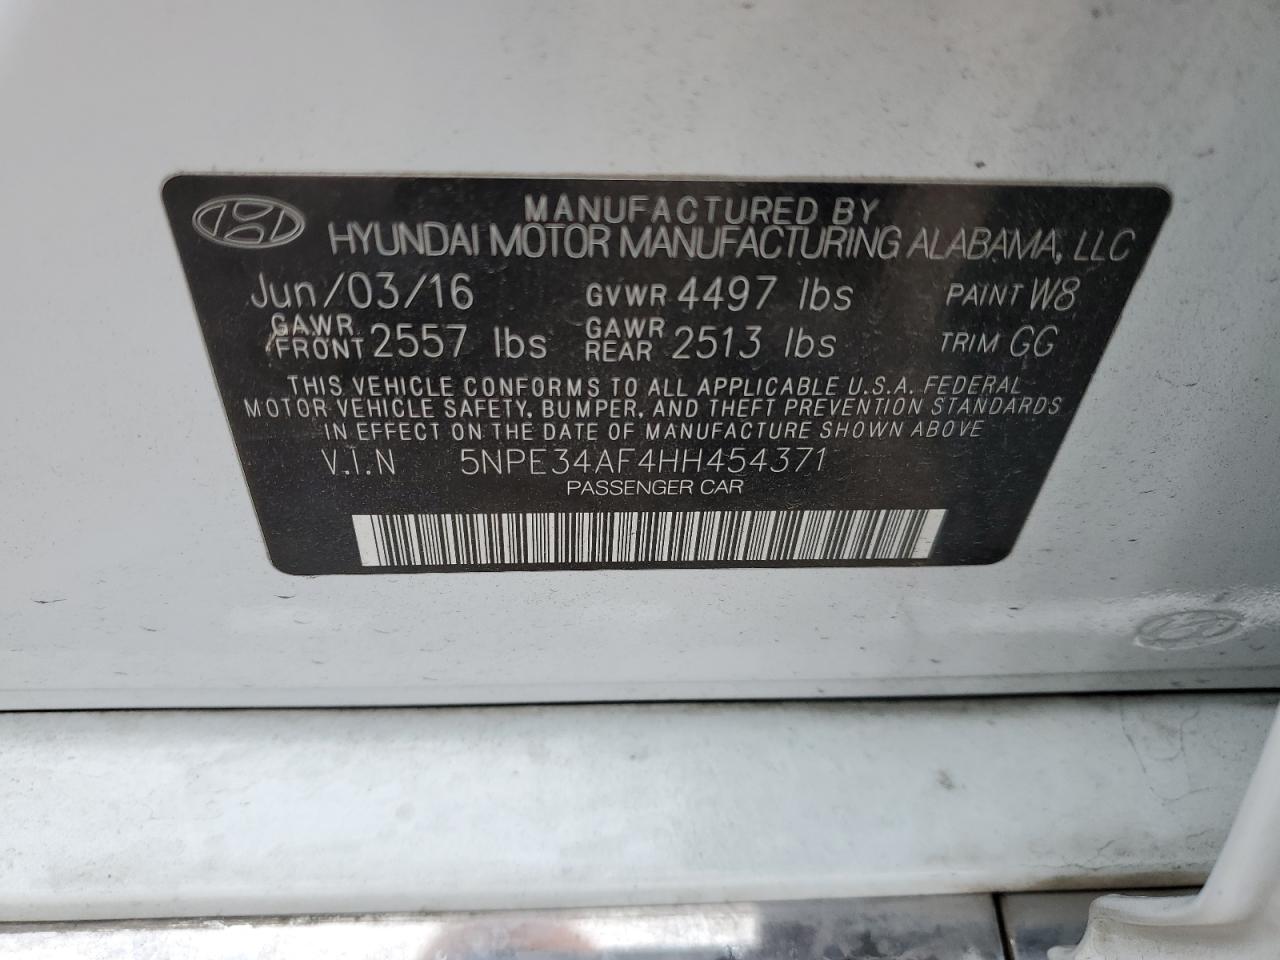 MANUFACTURED BY
HYUNDAI MOTOR MANUFACTURING ALABAMA, LLC
Jun/03/16 GVWR 4497 lbs PAINT W8
GAWR FRONT 2557 lbs GAWR REAR 2513 lbs TRIM GG
THIS VEHICLE CONFORMS TO ALL APPLICABLE U.S.A. FEDERAL
MOTOR VEHICLE SAFETY, BUMPER, AND THEFT PREVENTION STANDARDS
IN EFFECT ON THE DATE OF MANUFACTURE SHOWN ABOVE
V.I.N 5NPE34AF4HH454371
PASSENGER CAR